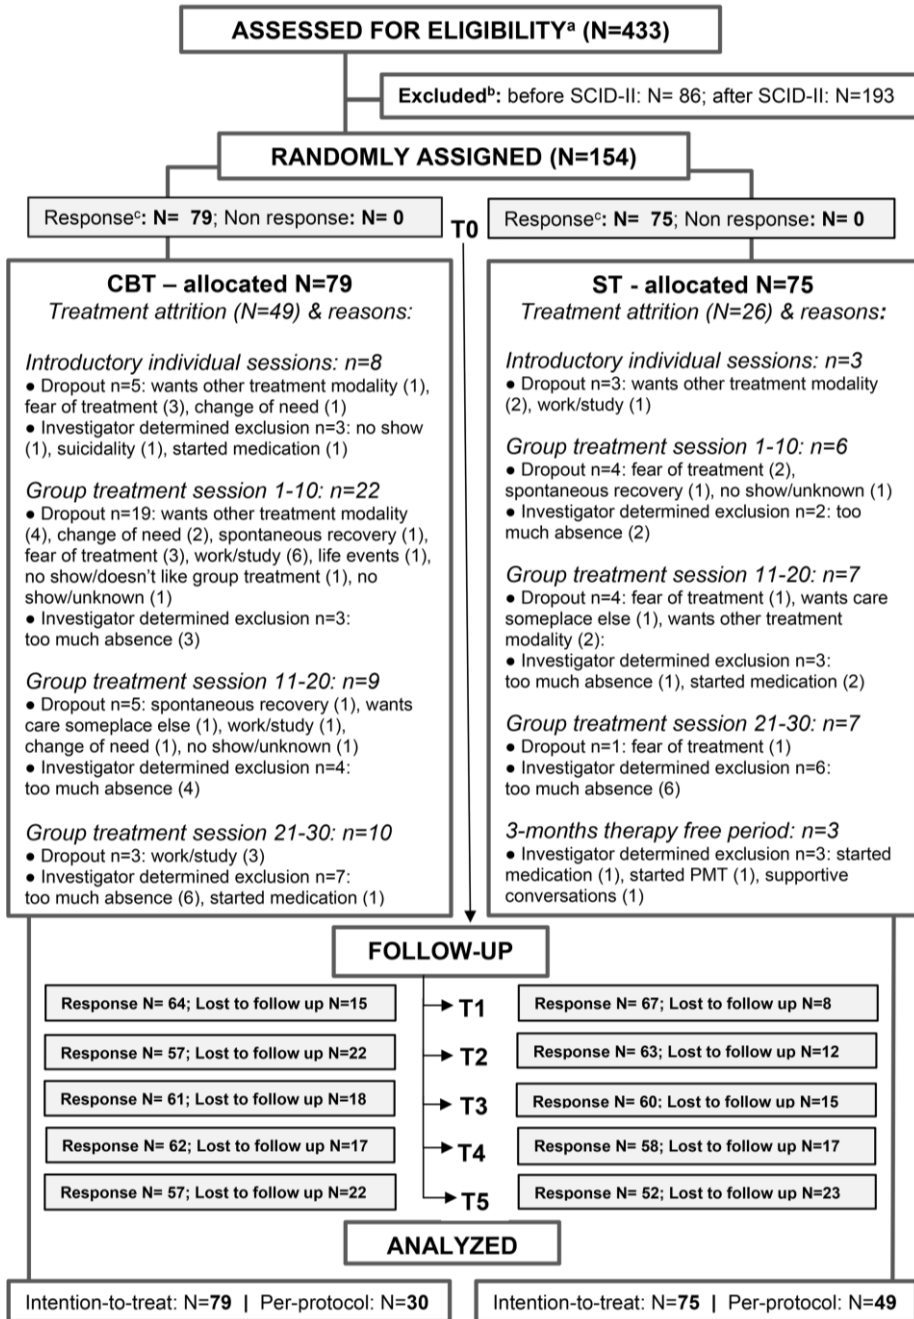 ASSESSED FOR ELIGIBILITYᵃ (N=433)
Excludedᵇ: before SCID-II: N= 86; after SCID-II: N=193
RANDOMLY ASSIGNED (N=154)
Responseᶜ: N= 79; Non response: N= 0
T0
Responseᶜ: N= 75; Non response: N= 0
CBT – allocated N=79
Treatment attrition (N=49) & reasons:
Introductory individual sessions: n=8
● Dropout n=5: wants other treatment modality (1),
fear of treatment (3), change of need (1)
● Investigator determined exclusion n=3: no show
(1), suicidality (1), started medication (1)
Group treatment session 1-10: n=22
● Dropout n=19: wants other treatment modality
(4), change of need (2), spontaneous recovery (1),
fear of treatment (3), work/study (6), life events (1),
no show/doesn't like group treatment (1), no
show/unknown (1)
● Investigator determined exclusion n=3:
too much absence (3)
Group treatment session 11-20: n=9
● Dropout n=5: spontaneous recovery (1), wants
care someplace else (1), work/study (1),
change of need (1), no show/unknown (1)
● Investigator determined exclusion n=4:
too much absence (4)
Group treatment session 21-30: n=10
● Dropout n=3: work/study (3)
● Investigator determined exclusion n=7:
too much absence (6), started medication (1)
ST - allocated N=75
Treatment attrition (N=26) & reasons:
Introductory individual sessions: n=3
● Dropout n=3: wants other treatment modality
(2), work/study (1)
Group treatment session 1-10: n=6
● Dropout n=4: fear of treatment (2),
spontaneous recovery (1), no show/unknown (1)
● Investigator determined exclusion n=2: too
much absence (2)
Group treatment session 11-20: n=7
● Dropout n=4: fear of treatment (1), wants care
someplace else (1), wants other treatment
modality (2):
● Investigator determined exclusion n=3:
too much absence (1), started medication (2)
Group treatment session 21-30: n=7
● Dropout n=1: fear of treatment (1)
● Investigator determined exclusion n=6:
too much absence (6)
3-months therapy free period: n=3
● Investigator determined exclusion n=3: started
medication (1), started PMT (1), supportive
conversations (1)
FOLLOW-UP
Response N= 64; Lost to follow up N=15
T1
Response N= 67; Lost to follow up N=8
Response N= 57; Lost to follow up N=22
T2
Response N= 63; Lost to follow up N=12
Response N= 61; Lost to follow up N=18
T3
Response N= 60; Lost to follow up N=15
Response N= 62; Lost to follow up N=17
T4
Response N= 58; Lost to follow up N=17
Response N= 57; Lost to follow up N=22
T5
Response N= 52; Lost to follow up N=23
ANALYZED
Intention-to-treat: N=79 | Per-protocol: N=30
Intention-to-treat: N=75 | Per-protocol: N=49